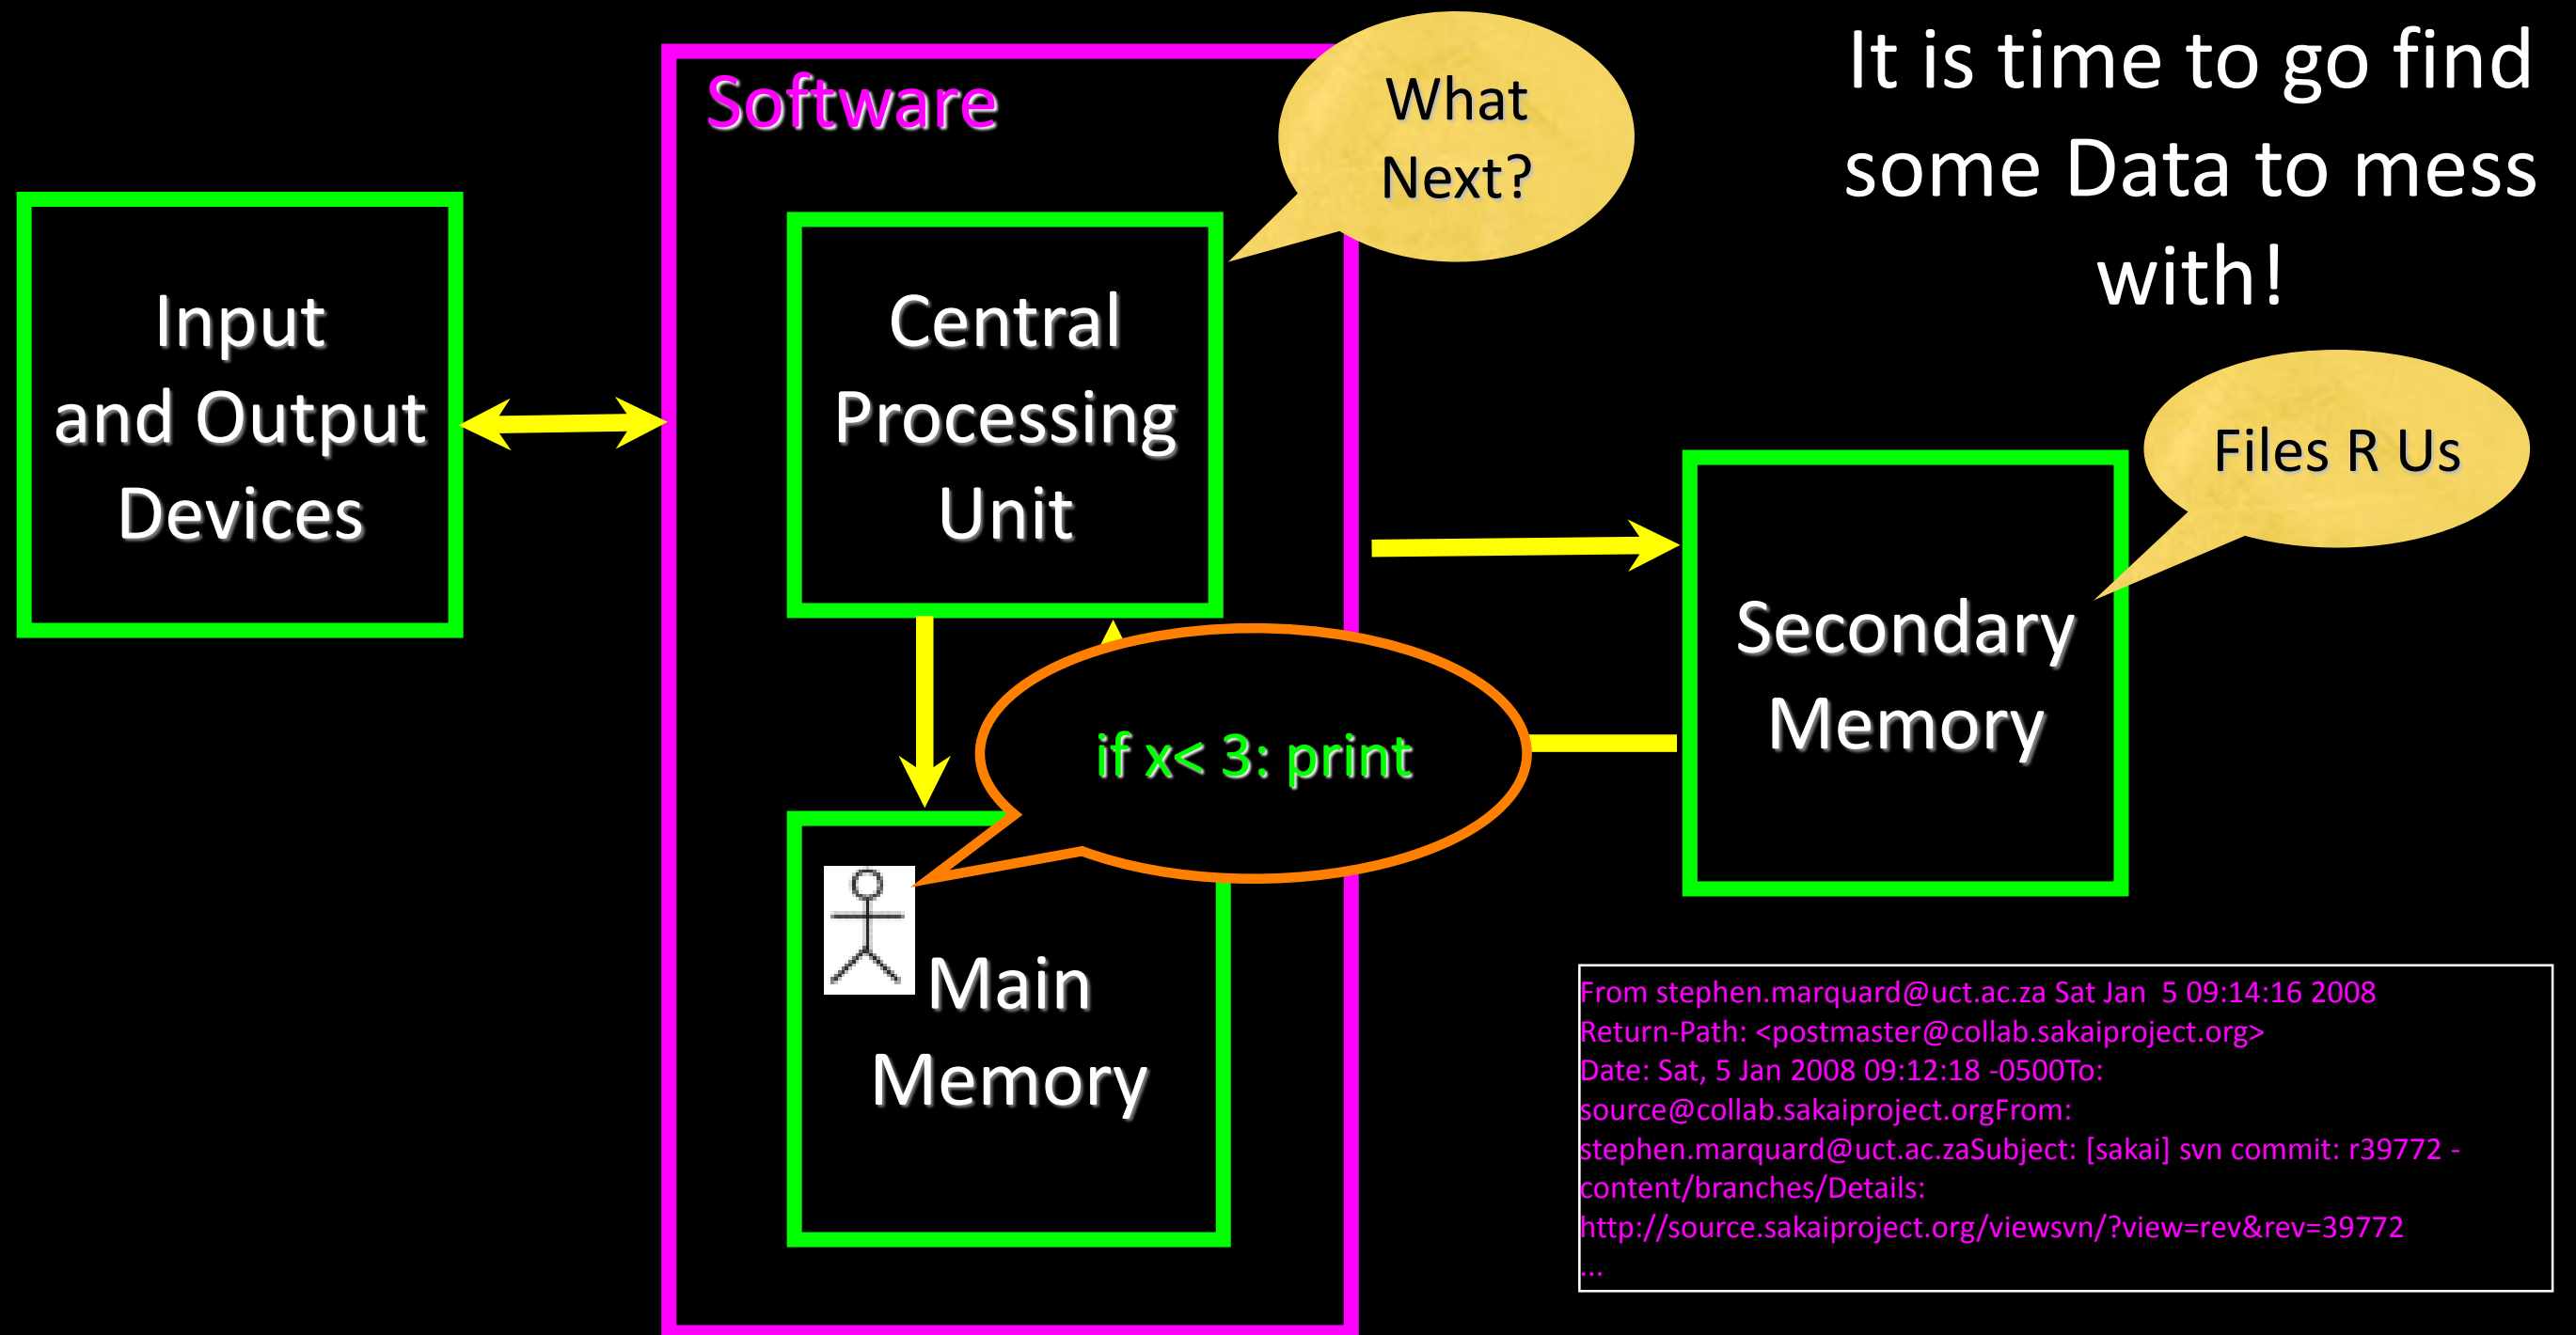 Software
What
Next?
It is time to go find
some Data to mess
with!
Input
and Output
Devices
Central
Processing
Unit
Files R Us
Secondary
Memory
if x< 3: print
Main
Memory
From stephen.marquard@uct.ac.za Sat Jan  5 09:14:16 2008
Return-Path: <postmaster@collab.sakaiproject.org>
Date: Sat, 5 Jan 2008 09:12:18 -0500To:
source@collab.sakaiproject.orgFrom:
stephen.marquard@uct.ac.zaSubject: [sakai] svn commit: r39772 -
content/branches/Details:
http://source.sakaiproject.org/viewsvn/?view=rev&rev=39772
...